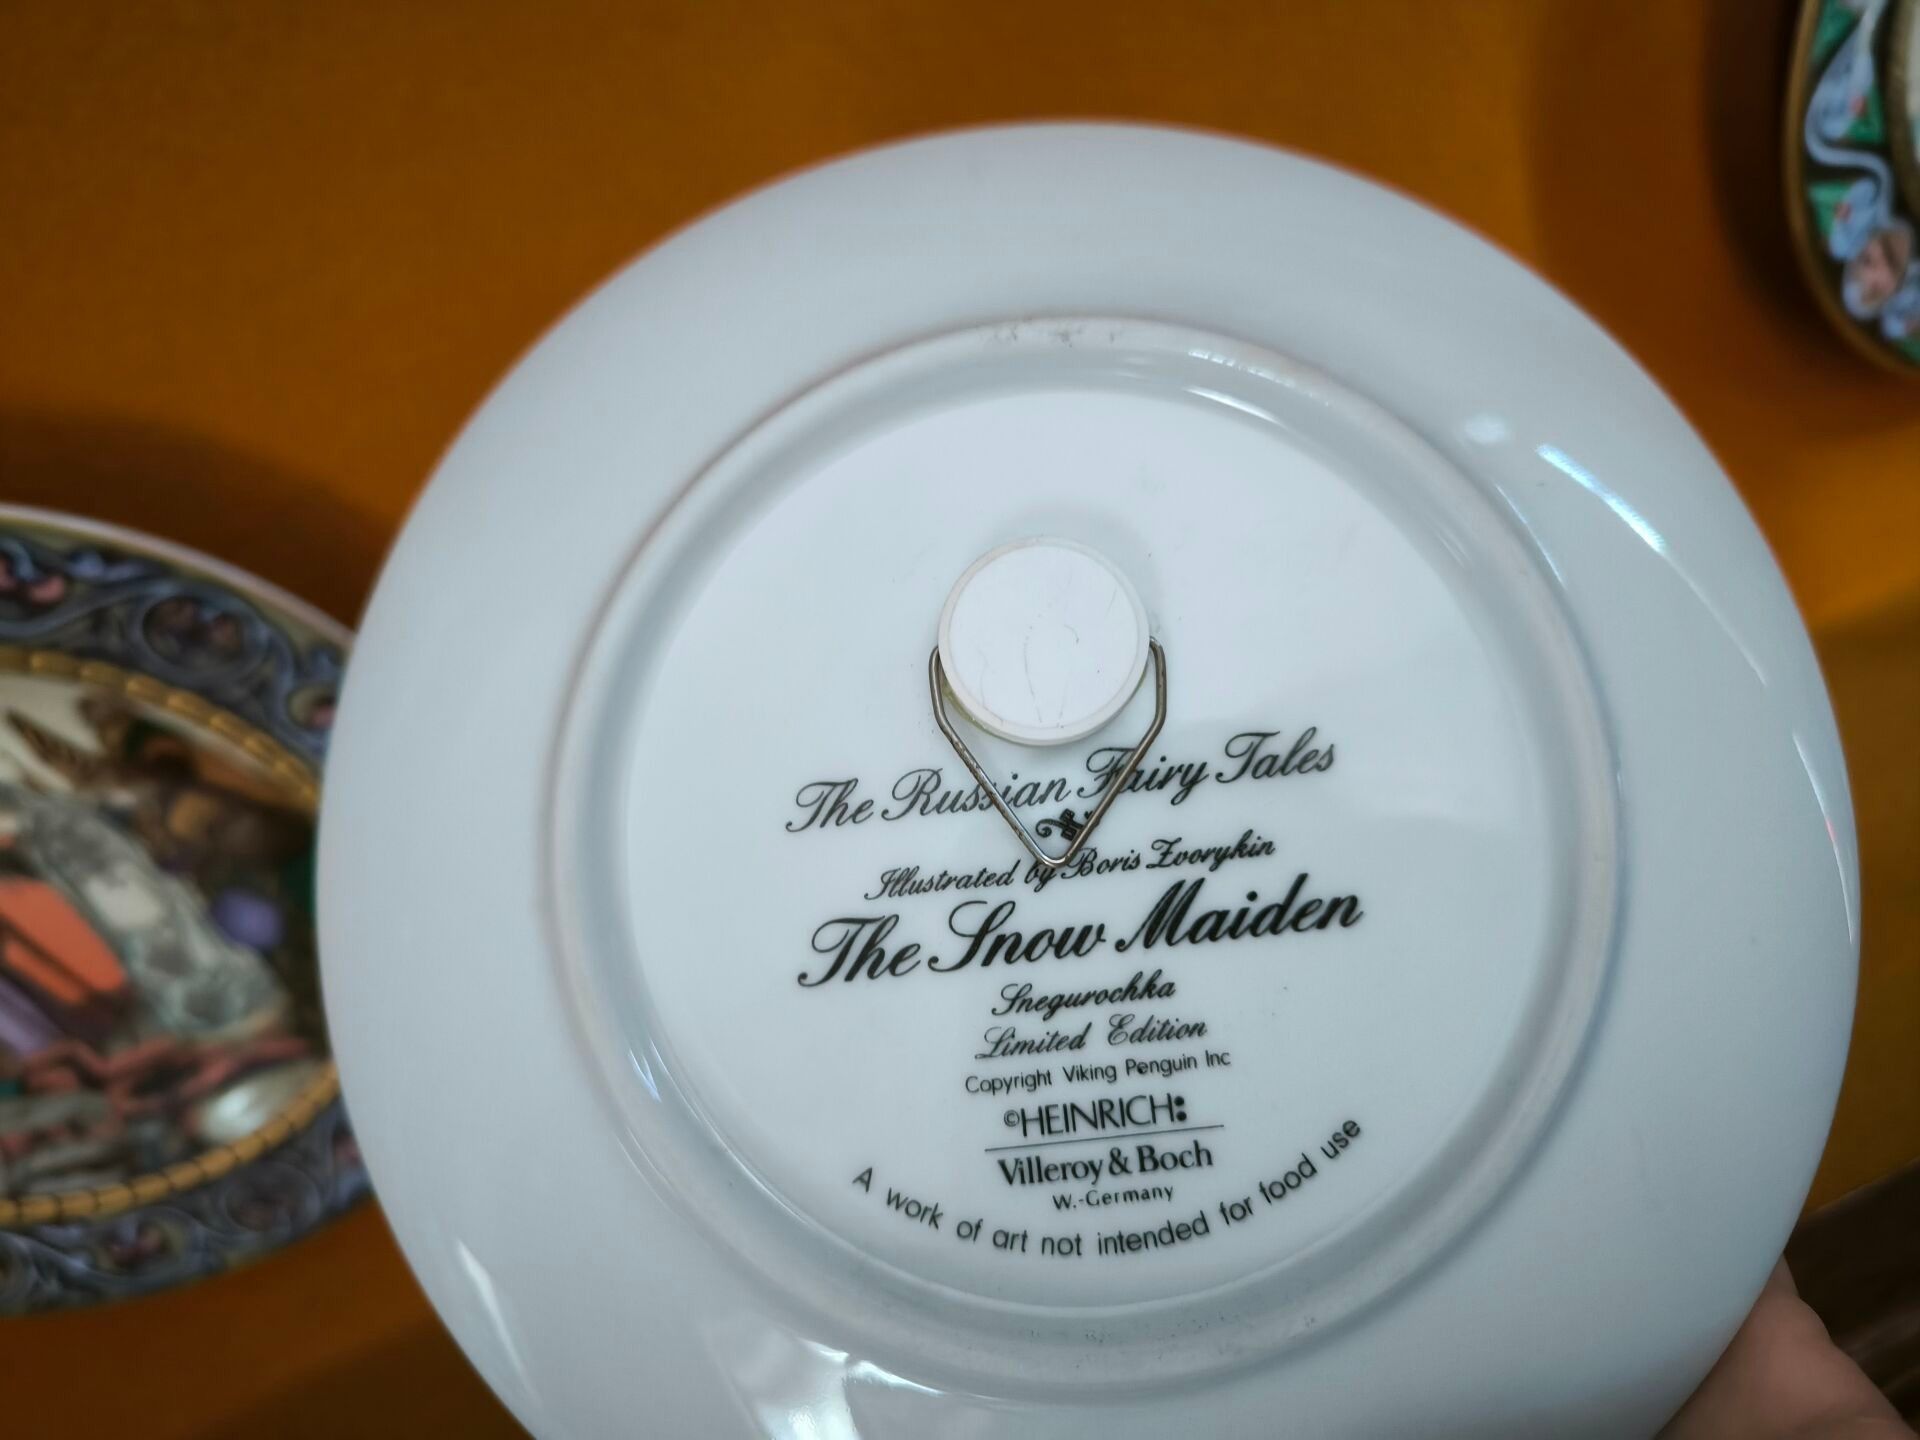 The Russian Fairy Tales
Illustrated by Boris Zvorykin
The Snow Maiden
Snegurochka
Limited Edition
Copyright Viking Penguin Inc
©HEINRICH:
Villeroy & Boch
W.-Germany
A work of art not intended for food use